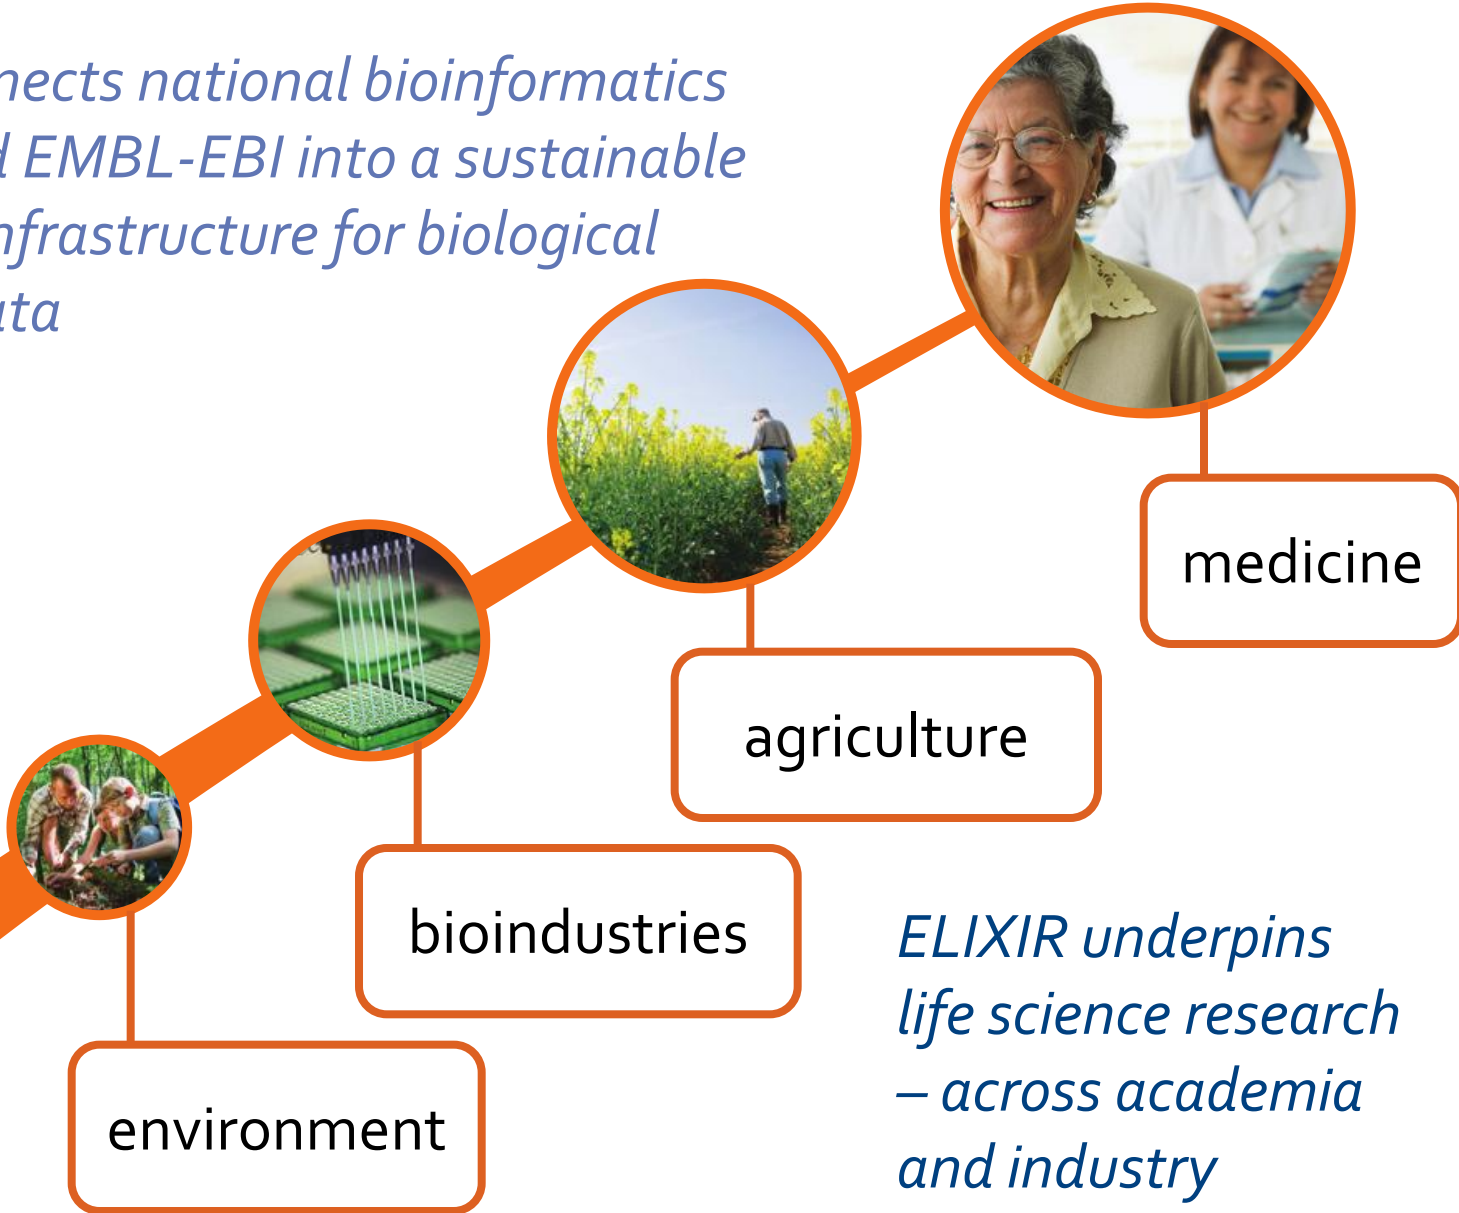 nects national bioinformatics
d EMBL-EBI into a sustainable
nfrastructure for biological
ata
medicine
agriculture
bioindustries
environment
ELIXIR underpins
life science research
– across academia
and industry